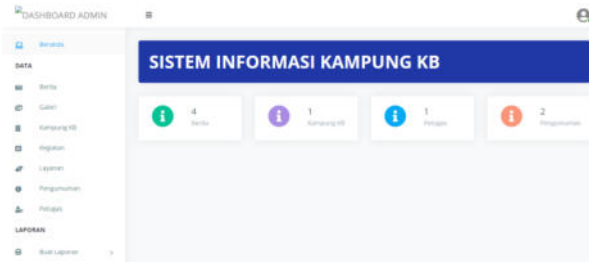 DASHBOARD ADMIN
Beranda
DATA
Berita
Galeri
Kampung KB
Kegiatan
Layanan
Pengumuman
Petugas
LAPORAN
Buat Laporan
SISTEM INFORMASI KAMPUNG KB
4
Berita
1
Kampung KB
1
Petugas
2
Pengumuman